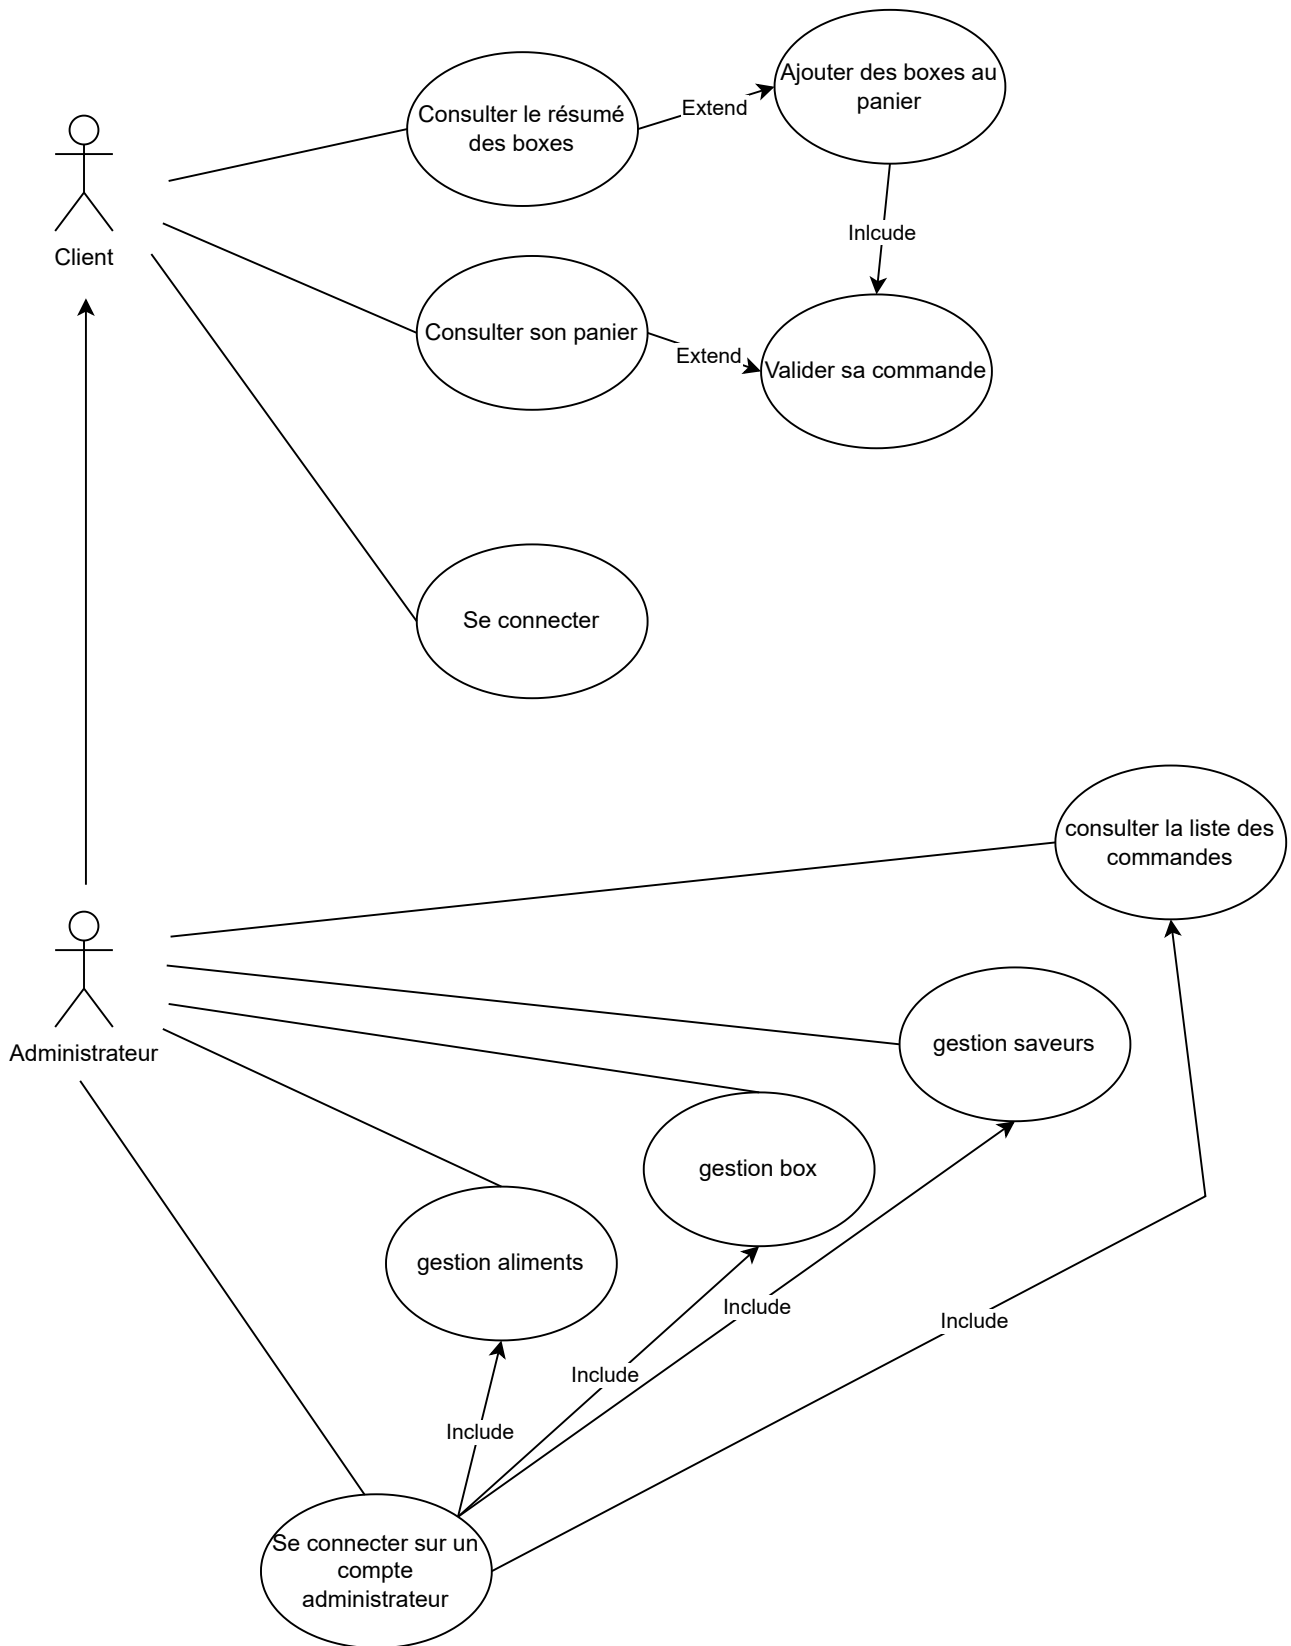 Ajouter des boxes au
panier
Consulter le résumé
des boxes
Extend
Client
Inlcude
Consulter son panier
Extend
Valider sa commande
Se connecter
consulter la liste des
commandes
Administrateur
gestion saveurs
gestion box
gestion aliments
Include
Include
Include
Include
Se connecter sur un
compte
administrateur